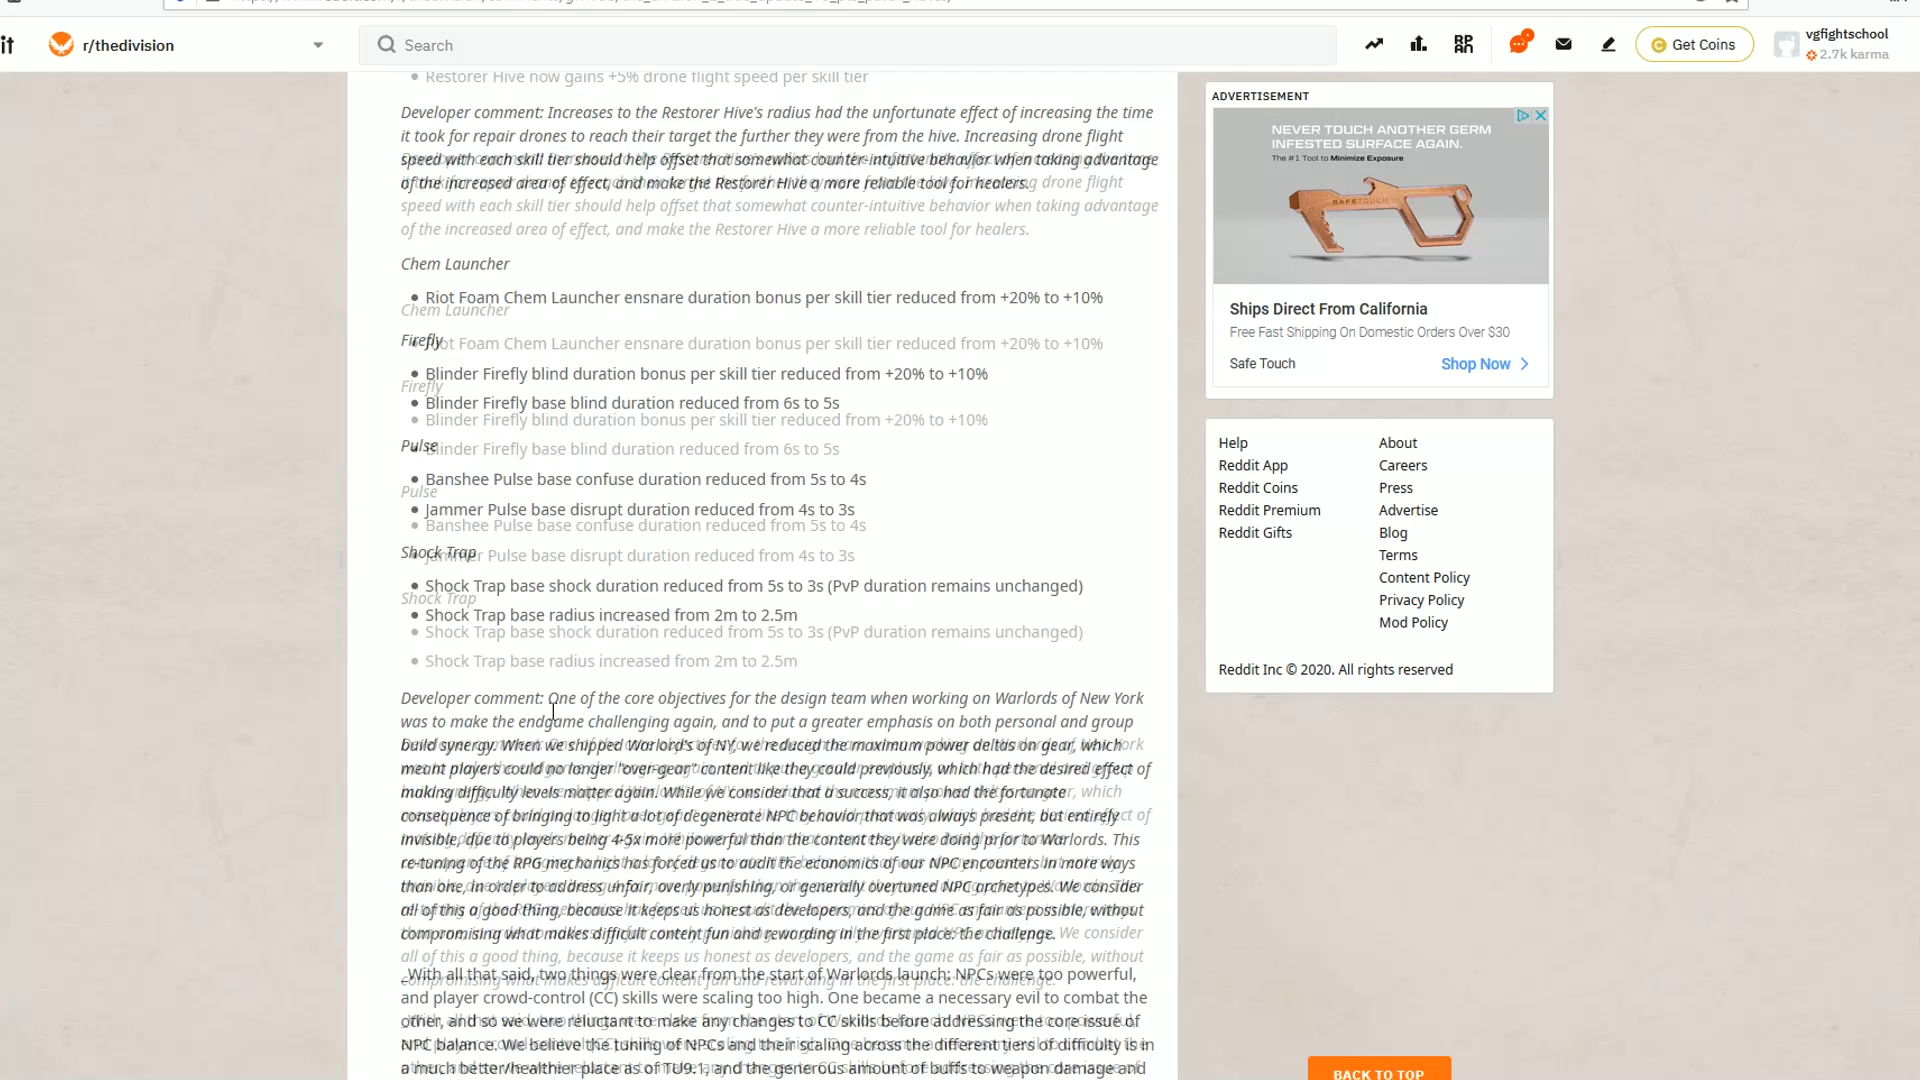 it
r/thedivision
Search
Get Coins
vgfightschool
2.7k karma
Restorer Hive now gains +5% drone flight speed per skill tier
Developer comment: Increases to the Restorer Hive's radius had the unfortunate effect of increasing the time
it took for repair drones to reach their target the further they were from the hive. Increasing drone flight
speed with each skill tier should help offset that somewhat counter-intuitive behavior when taking advantage
of the increased area of effect, and make the Restorer Hive a more reliable tool for healers.
Chem Launcher
Riot Foam Chem Launcher ensnare duration bonus per skill tier reduced from +20% to +10%
Firefly
Blinder Firefly blind duration bonus per skill tier reduced from +20% to +10%
Blinder Firefly base blind duration reduced from 6s to 5s
Pulse
Banshee Pulse base confuse duration reduced from 5s to 4s
Jammer Pulse base disrupt duration reduced from 4s to 3s
Shock Trap
Shock Trap base shock duration reduced from 5s to 3s (PvP duration remains unchanged)
Shock Trap base radius increased from 2m to 2.5m
Developer comment: One of the core objectives for the design team when working on Warlords of New York
was to make the endgame challenging again, and to put a greater emphasis on both personal and group
build synergy. When we shipped Warlord's of NY, we reduced the maximum power deltas on gear, which
meant players could no longer "over-gear" content like they could previously, which had the desired effect of
making difficulty levels matter again. While we consider that a success, it also had the fortunate
consequence of bringing to light a lot of degenerate NPC behavior that was always present, but entirely
invisible, due to players being 4-5x more powerful than the content they were doing prior to Warlords. This
re-tuning of the RPG mechanics has forced us to audit the economics of our NPC encounter, in more ways
than one, in order to address unfair, overly punishing, or generally overtuned NPC archetypes. We consider
all of this a good thing, because it keeps us honest as developers, and the game as fair as possible, without
compromising what makes difficult content fun and rewarding in the first place: the challenge.
_With all that said, two things were clear from the start of Warlords launch: NPCs were too powerful,
and player crowd-control (CC) skills were scaling too high. One became a necessary evil to combat the
other, and so we were reluctant to make any changes to CC skills before addressing the core issue of
NPC balance. We believe the tuning of NPCs and their scaling across the different tiers of difficulty is in
a much better/healthier place as of TU9.1, and the generous amount of buffs to weapon damage and
ADVERTISEMENT
NEVER TOUCH ANOTHER GERM
INFESTED SURFACE AGAIN.
The #1 Tool to Minimize Exposure
SAFETOUCH
Ships Direct From California
Free Fast Shipping On Domestic Orders Over $30
Safe Touch
Shop Now
Help
About
Reddit App
Careers
Reddit Coins
Press
Reddit Premium
Advertise
Reddit Gifts
Blog
Terms
Content Policy
Privacy Policy
Mod Policy
Reddit Inc © 2020. All rights reserved
BACK TO TOP